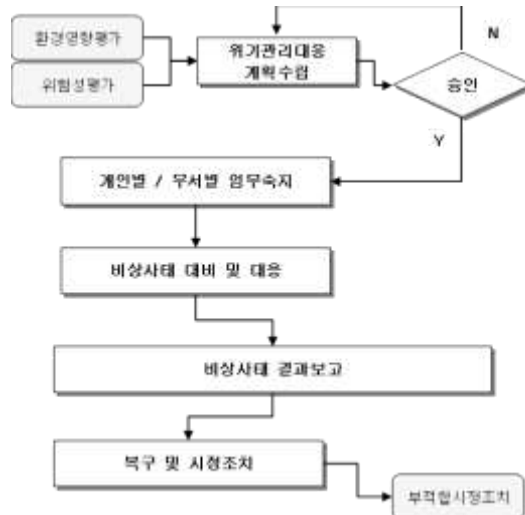 환경영향평가
N
위기관리대응
계획수립
위험성평가
승인
Y
개인별 / 부서별 임무숙지
비상사태 대비 및 대응
비상사태 결과보고
복구 및 시정조치
부적합시정조치